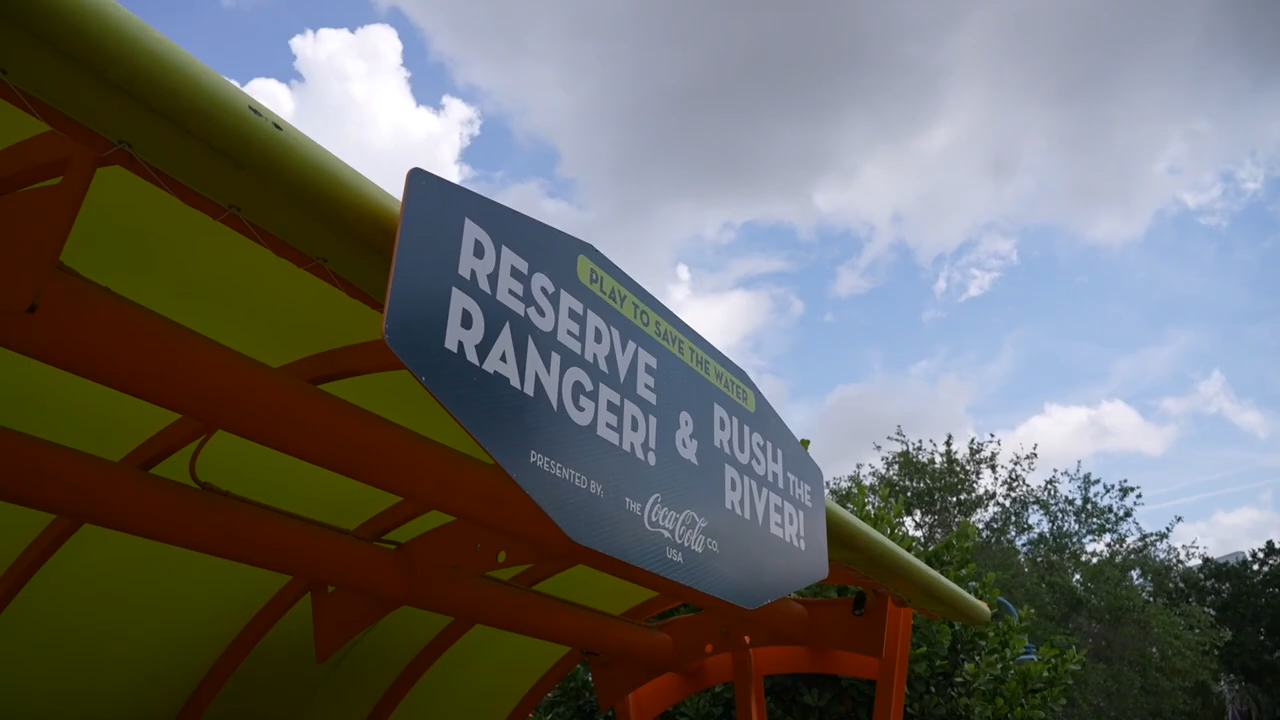 PLAY TO SAVE THE WATER
RESERVE
RANGER!
&
RUSH THE
RIVER!
PRESENTED BY:
THE Coca-Cola CO.
USA